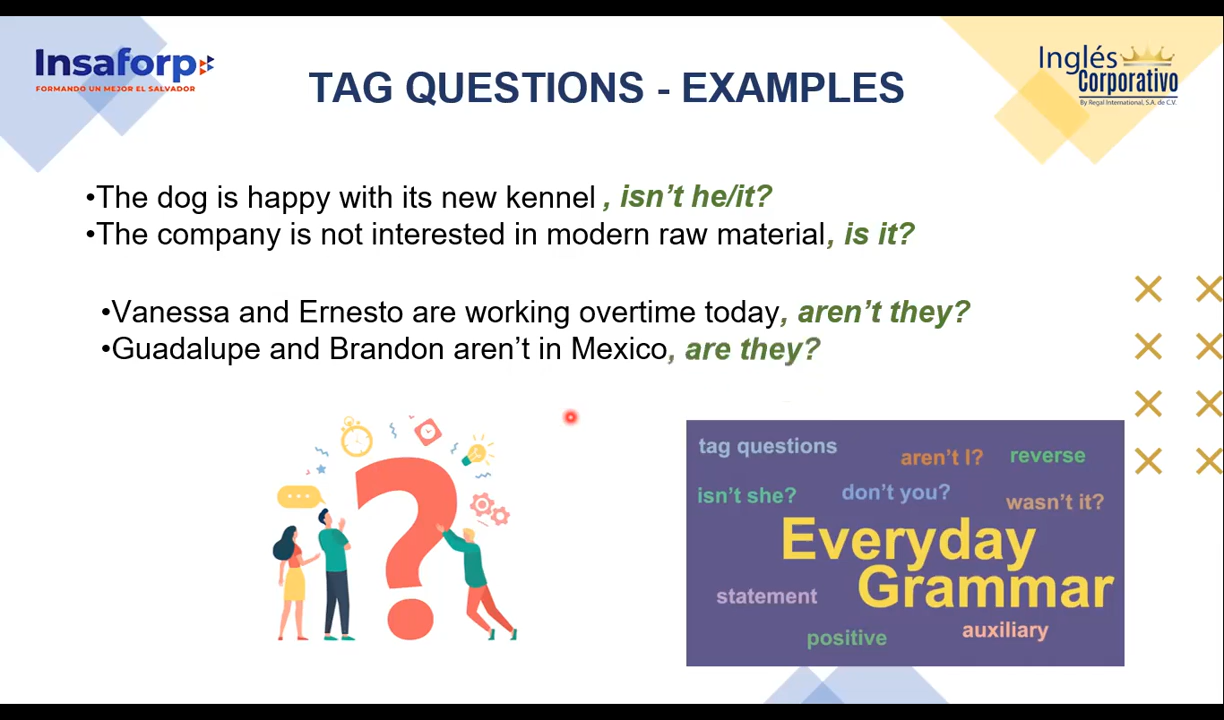 Insaforp
FORMANDO UN MEJOR EL SALVADOR
TAG QUESTIONS - EXAMPLES
Inglés
Corporativo
By Regal International, S.A. de C.V.
•The dog is happy with its new kennel , isn’t he/it?
•The company is not interested in modern raw material, is it?
•Vanessa and Ernesto are working overtime today, aren’t they?
•Guadalupe and Brandon aren’t in Mexico, are they?
tag questions
aren’t I?
reverse
isn’t she?
don’t you?
wasn’t it?
Everyday
Grammar
statement
positive
auxiliary